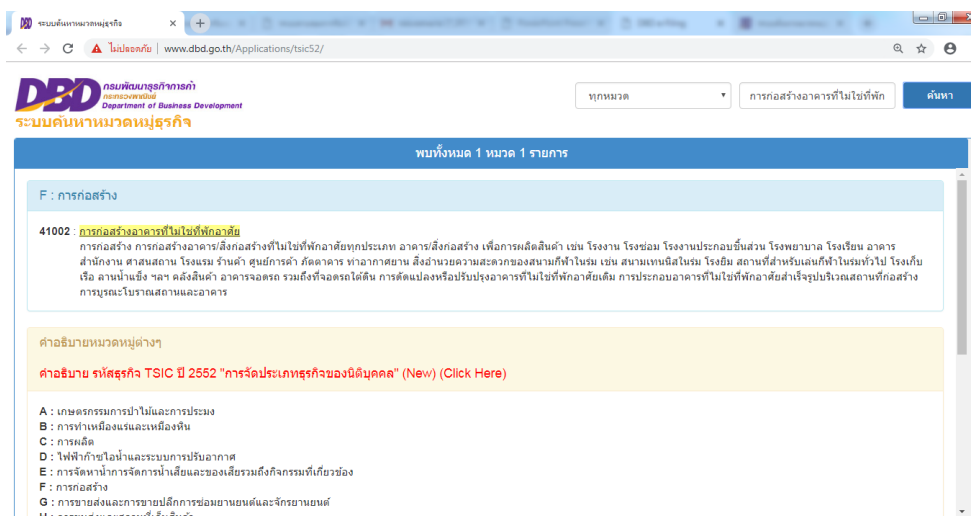 ระบบค้นหาหมวดหมู่ธุรกิจ
ไม่ปลอดภัย | www.dbd.go.th/Applications/tsic52/
DBD กรมพัฒนาธุรกิจการค้า
กระทรวงพาณิชย์
Department of Business Development
ระบบค้นหาหมวดหมู่ธุรกิจ
ทุกหมวด การก่อสร้างอาคารที่ไม่ใช่ที่พัก ค้นหา
พบทั้งหมด 1 หมวด 1 รายการ
F : การก่อสร้าง
41002 : การก่อสร้างอาคารที่ไม่ใช่ที่พักอาศัย
การก่อสร้าง การก่อสร้างอาคาร/สิ่งก่อสร้างที่ไม่ใช่ที่พักอาศัยทุกประเภท อาคาร/สิ่งก่อสร้าง เพื่อการผลิตสินค้า เช่น โรงงาน โรงซ่อม โรงงานประกอบชิ้นส่วน โรงพยาบาล โรงเรียน อาคาร
สำนักงาน ศาสนสถาน โรงแรม ร้านค้า ศูนย์การค้า ภัตตาคาร ท่าอากาศยาน สิ่งอำนวยความสะดวกของสนามกีฬาในร่ม เช่น สนามเทนนิสในร่ม โรงยิม สถานที่สำหรับเล่นกีฬาในร่มทั่วไป โรงเก็บ
เรือ ลานน้ำแข็ง ฯลฯ คลังสินค้า อาคารจอดรถ รวมถึงที่จอดรถใต้ดิน การดัดแปลงหรือปรับปรุงอาคารที่ไม่ใช่ที่พักอาศัยเดิม การประกอบอาคารที่ไม่ใช่ที่พักอาศัยสำเร็จรูปบริเวณสถานที่ก่อสร้าง
การบูรณะโบราณสถานและอาคาร
คำอธิบายหมวดหมู่ต่างๆ
คำอธิบาย รหัสธุรกิจ TSIC ปี 2552 "การจัดประเภทธุรกิจของนิติบุคคล" (New) (Click Here)
A : เกษตรกรรมการป่าไม้และการประมง
B : การทำเหมืองแร่และเหมืองหิน
C : การผลิต
D : ไฟฟ้าก๊าซไอน้ำและระบบการปรับอากาศ
E : การจัดหาน้ำการจัดการน้ำเสียและของเสียรวมถึงกิจกรรมที่เกี่ยวข้อง
F : การก่อสร้าง
G : การขายส่งและการขายปลีกการซ่อมยานยนต์และจักรยานยนต์